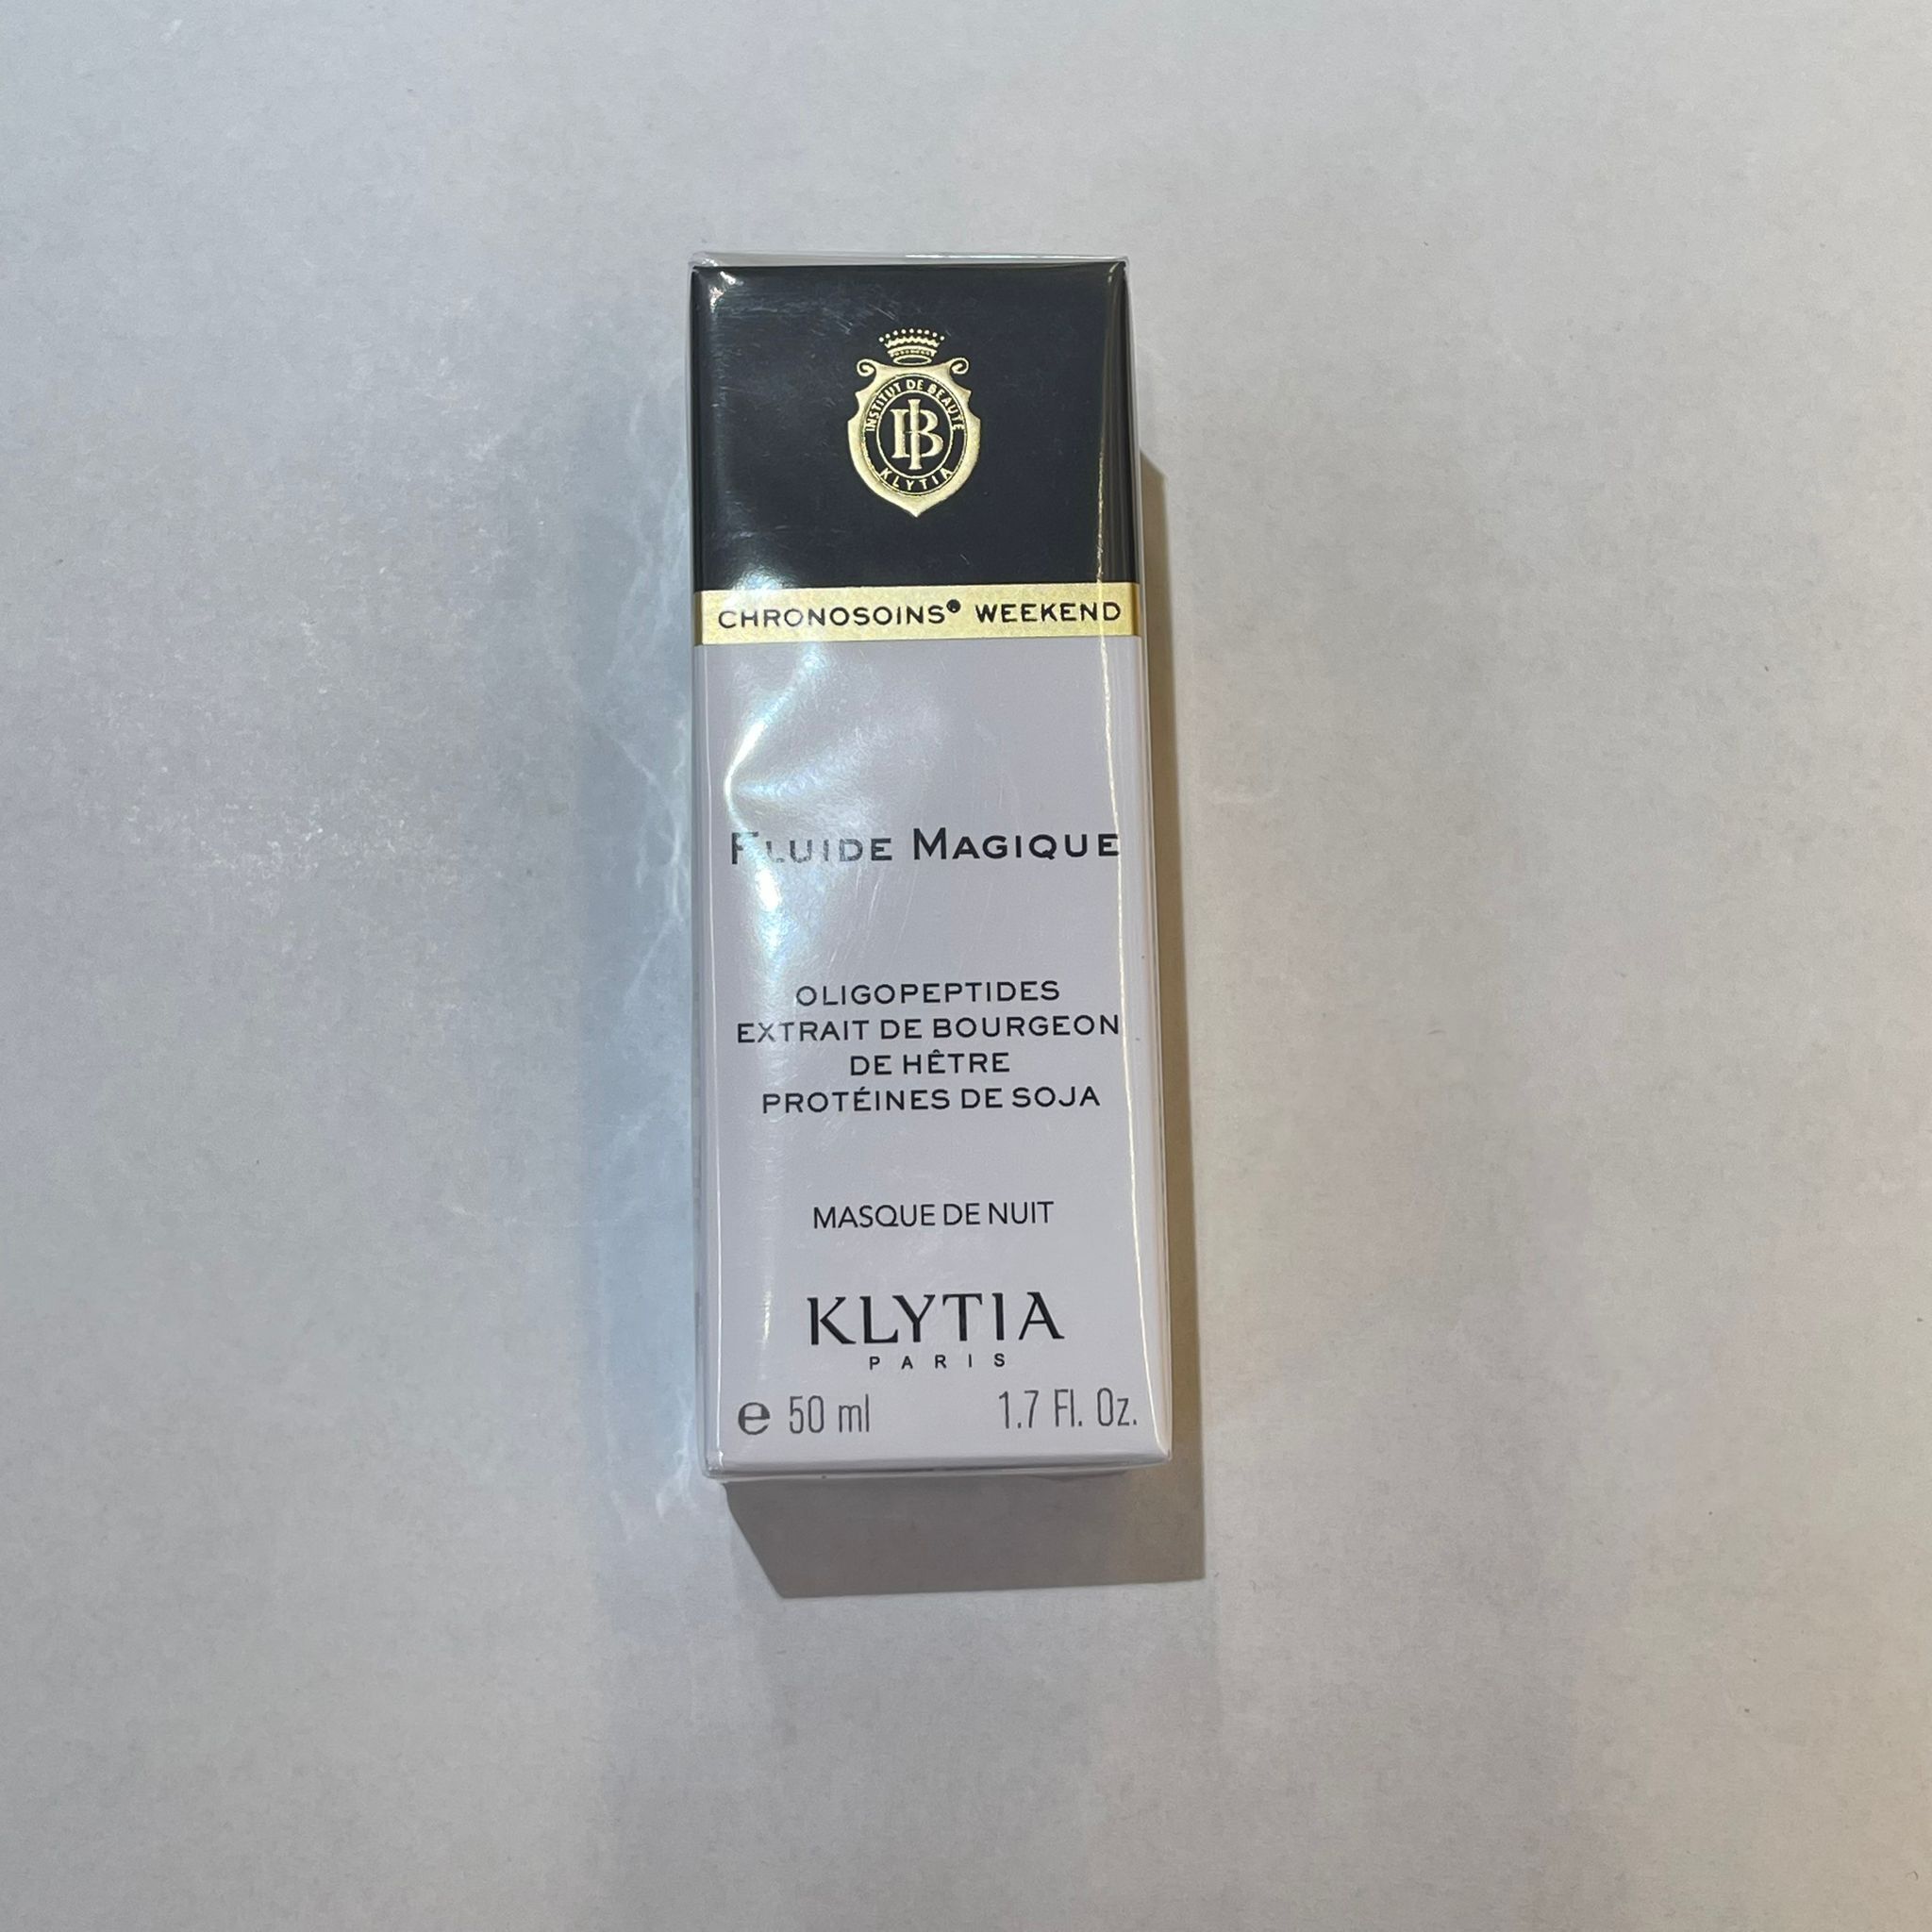 INSTITUT DE BEAUTÉ
IB
KLYTIA
CHRONOSOINS® WEEKEND
FLUIDE MAGIQUE
OLIGOPEPTIDES
EXTRAIT DE BOURGEON
DE HÊTRE
PROTÉINES DE SOJA
MASQUE DE NUIT
KLYTIA
PARIS
℮ 50 ml 1.7 Fl. Oz.